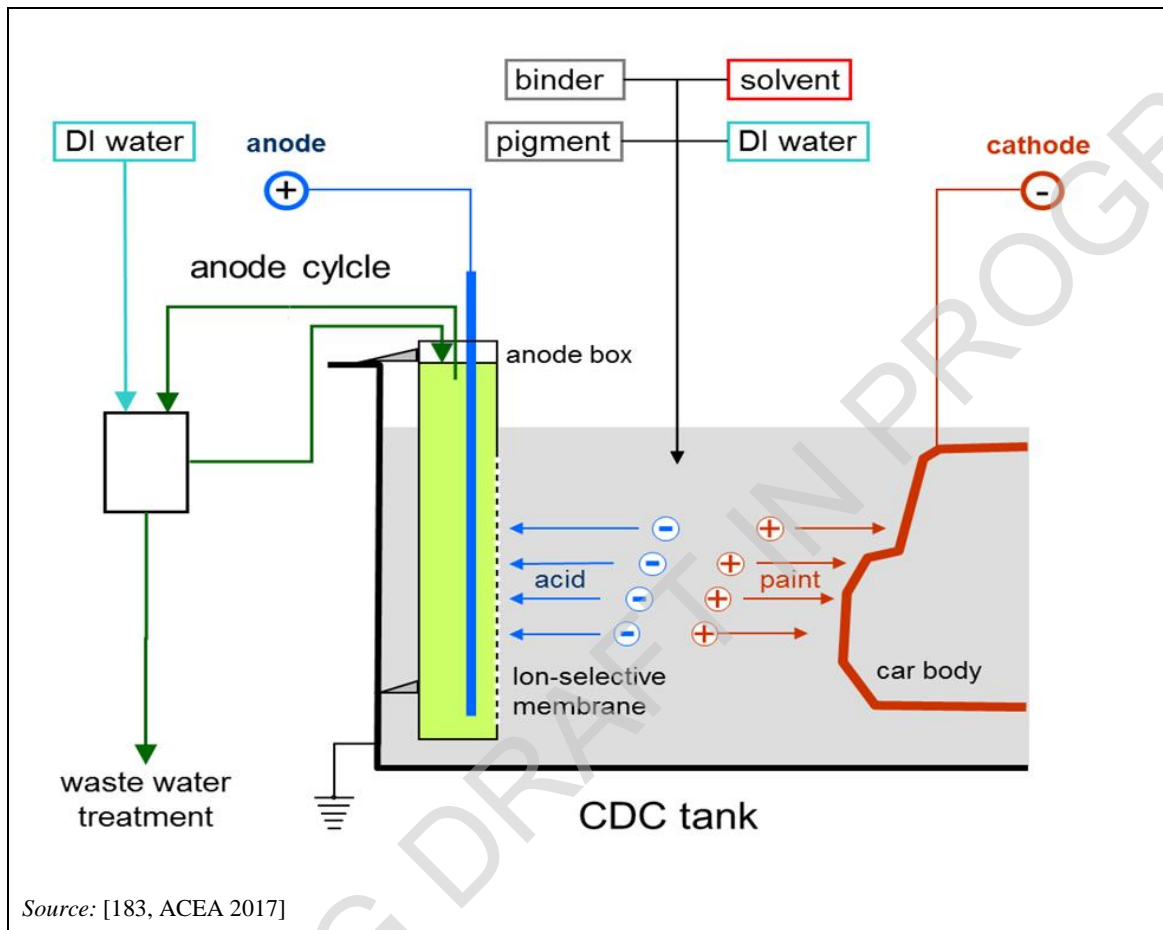 binder
solvent
DI water
anode
pigment
DI water
cathode
+
-
anode cylcle
anode box
-
+
-
+
acid
paint
-
+
-
+
Ion-selective
membrane
car body
waste water
treatment
CDC tank
DRAFT IN PROGR
Source: [183, ACEA 2017]